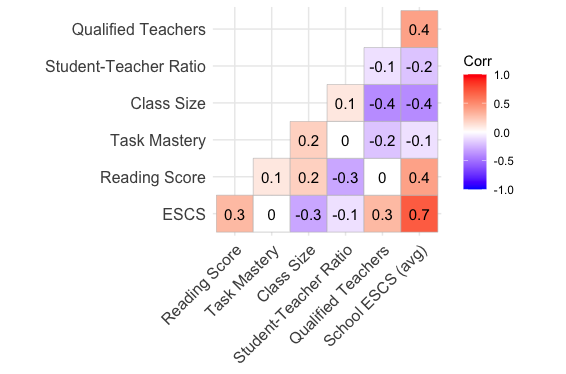 Qualified Teachers 0.4
Student-Teacher Ratio -0.1 -0.2
Class Size 0.1 -0.4 -0.4
Task Mastery 0.2 0 -0.2 -0.1
Reading Score 0.1 0.2 -0.3 0 0.4
ESCS 0.3 0 -0.3 -0.1 0.3 0.7
Reading Score
Task Mastery
Class Size
Student-Teacher Ratio
Qualified Teachers
School ESCS (avg)
Corr
1.0
0.5
0.0
-0.5
-1.0